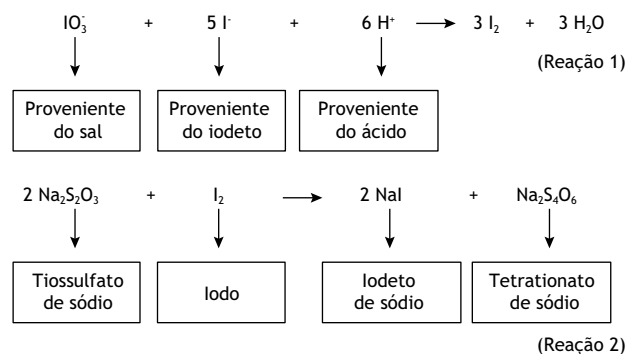 IO₃⁻ + 5 I⁻ + 6 H⁺ → 3 I₂ + 3 H₂O
(Reação 1)
Proveniente do sal
Proveniente do iodeto
Proveniente do ácido
2 Na₂S₂O₃ + I₂ → 2 NaI + Na₂S₄O₆
Tiossulfato de sódio
Iodo
Iodeto de sódio
Tetrationato de sódio
(Reação 2)